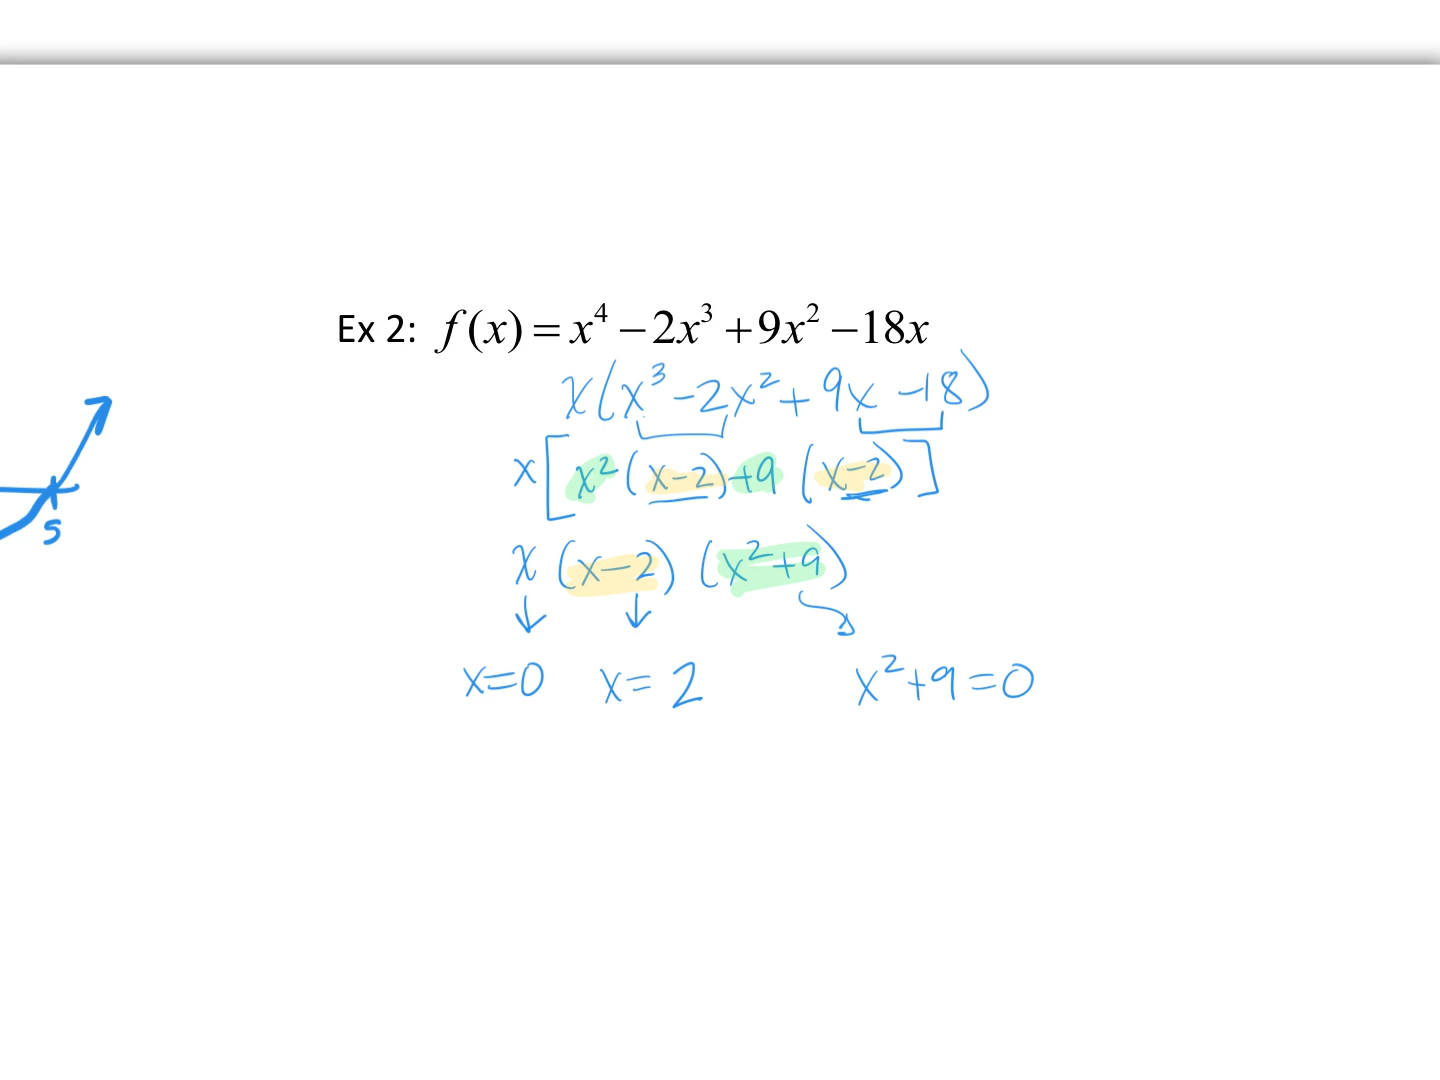 Ex 2: f(x) = x⁴ − 2x³ + 9x² − 18x
x(x³ − 2x² + 9x − 18)
x[x²(x−2)+9(x−2)]
x(x−2)(x²+9)
x=0 x=2 x²+9=0
5